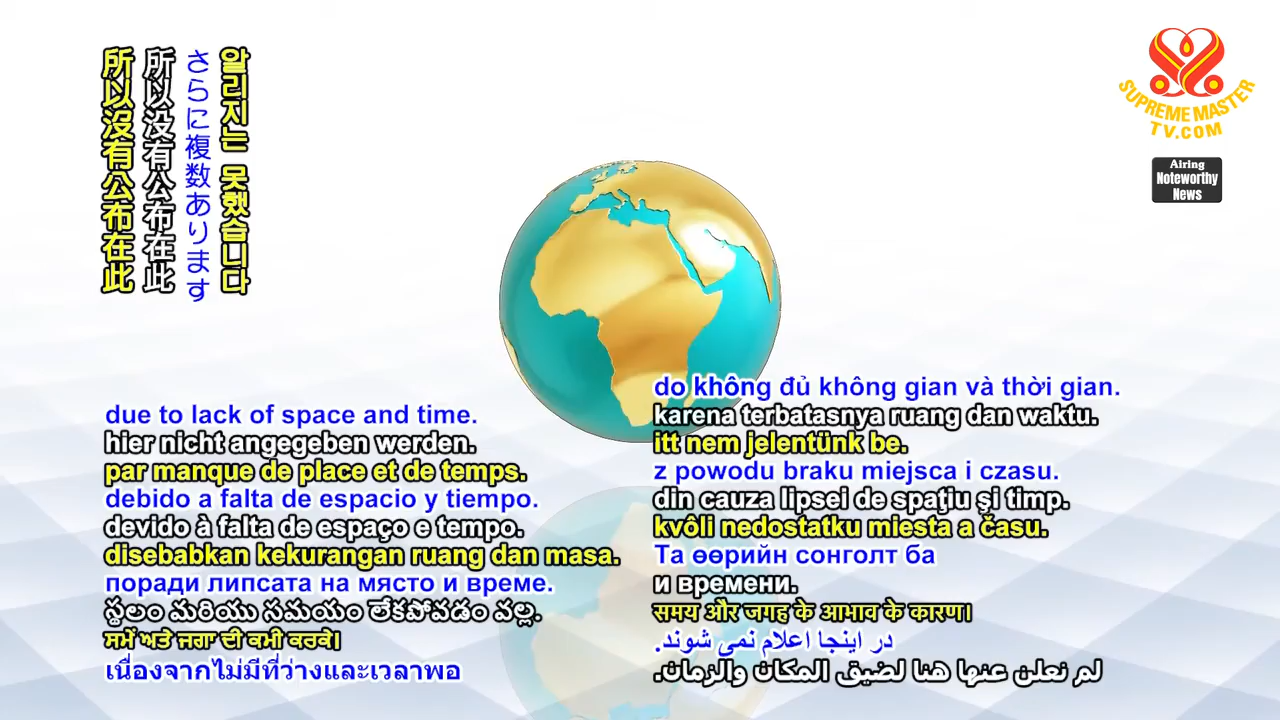 所以沒有公布在此
所以没有公布在此
さらに複数あります
알리지는 못했습니다
SUPREME MASTER
TV.COM
Airing
Noteworthy
News
due to lack of space and time.
hier nicht angegeben werden.
par manque de place et de temps.
debido a falta de espacio y tiempo.
devido à falta de espaço e tempo.
disebabkan kekurangan ruang dan masa.
поради липсата на място и време.
స్థలం మరియు సమయం లేకపోవడం వల్ల.
ਸਮੇਂ ਅਤੇ ਜਗਾ ਦੀ ਕਮੀ ਕਰਕੇ।
เนื่องจากไม่มีที่ว่างและเวลาพอ
do không đủ không gian và thời gian.
karena terbatasnya ruang dan waktu.
itt nem jelentünk be.
z powodu braku miejsca i czasu.
din cauza lipsei de spaţiu şi timp.
kvôli nedostatku miesta a času.
Та өөрийн сонголт ба
и времени.
समय और जगह के आभाव के कारण।
در اینجا اعلام نمی شوند.
لم نعلن عنها هنا لضيق المكان والزمان.